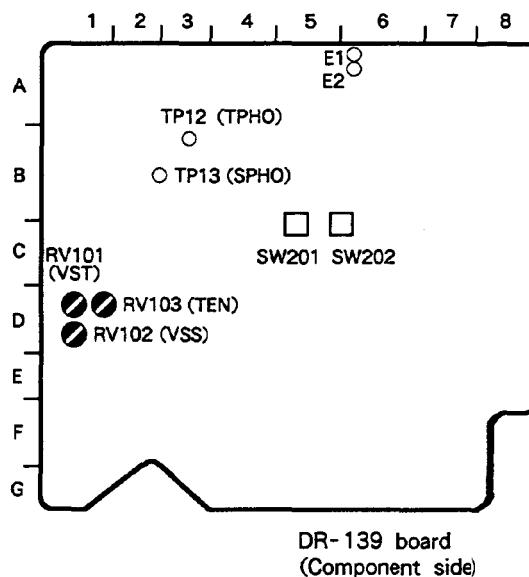 1 2 3 4 5 6 7 8
A
E1
E2
TP12 (TPHO)
B
TP13 (SPHO)
C
SW201 SW202
RV101
(VST)
D
RV103 (TEN)
RV102 (VSS)
E
F
G
DR-139 board
(Component side)